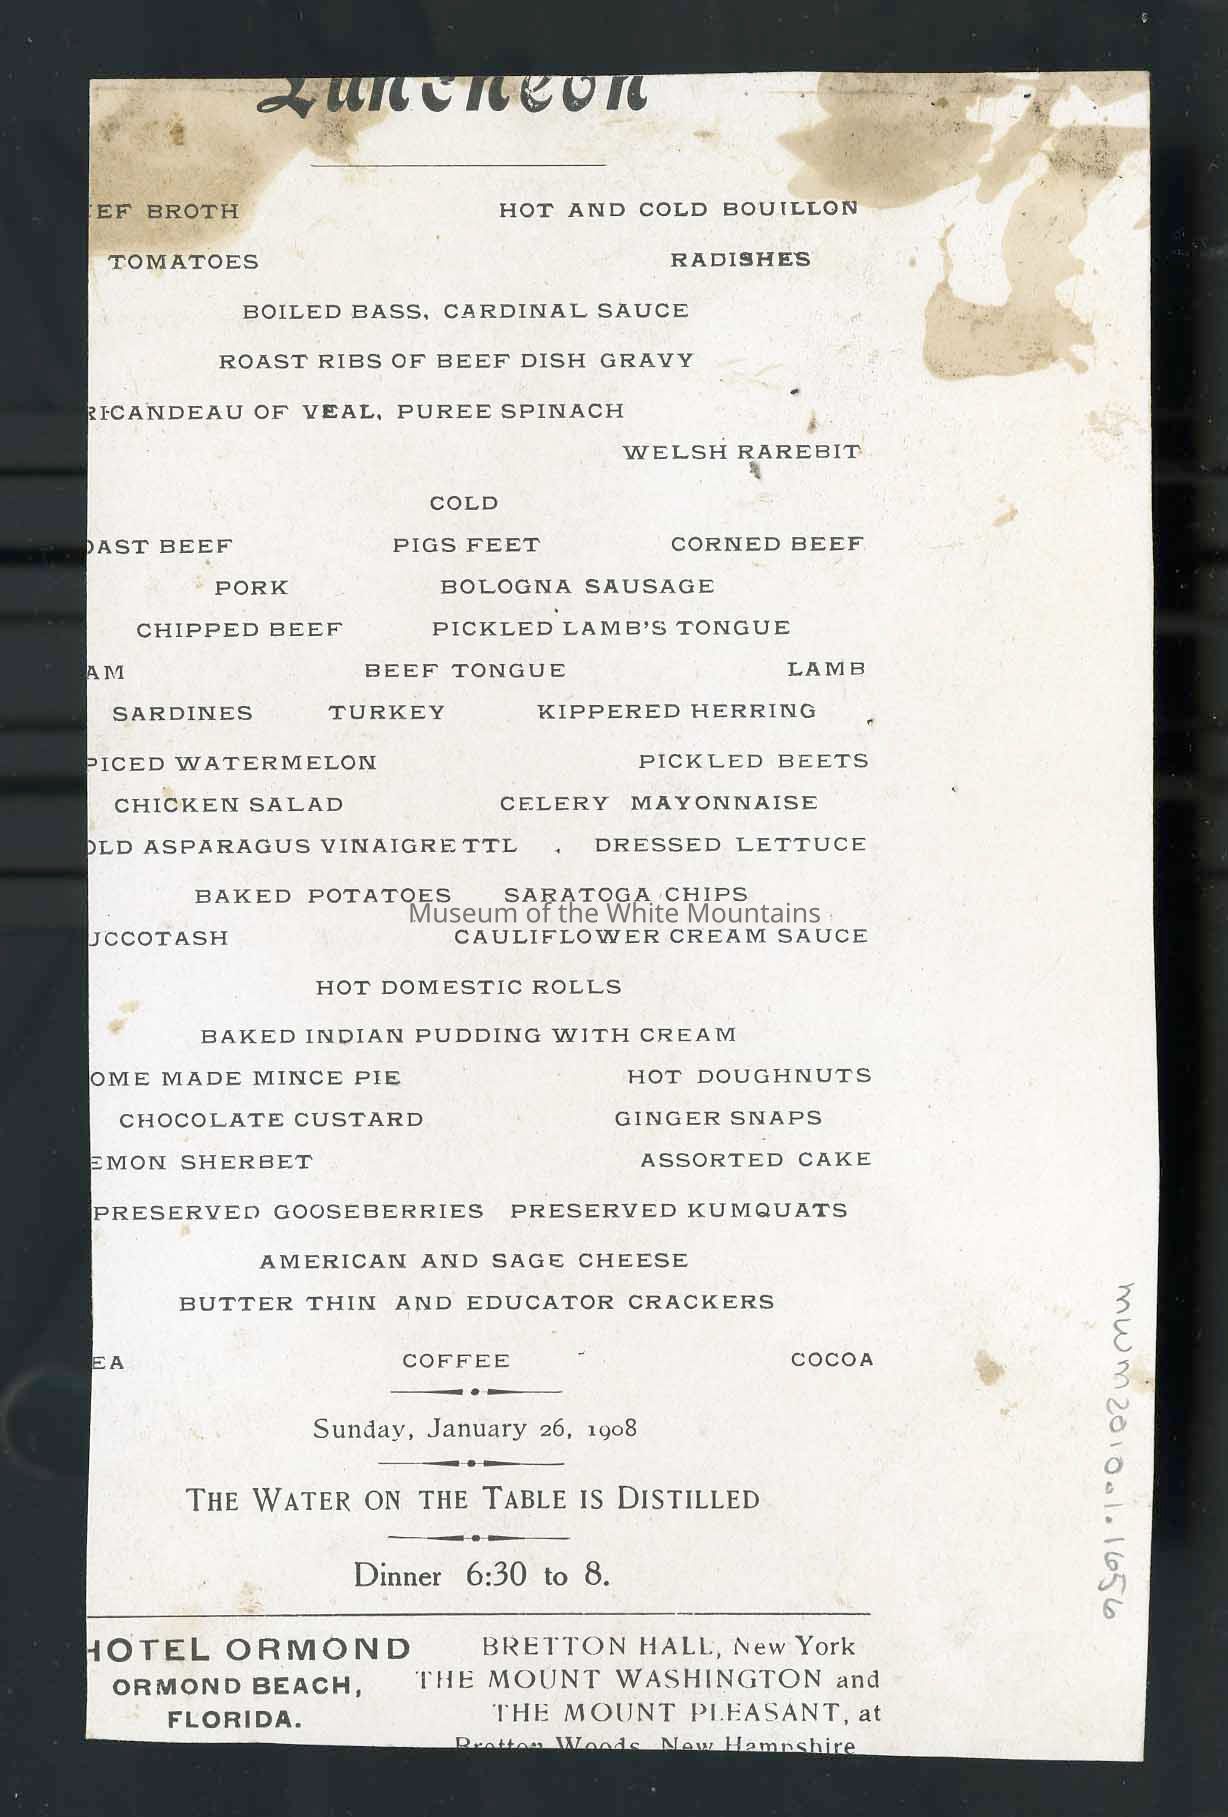 Luncheon
EF BROTH HOT AND COLD BOUILLON
TOMATOES RADISHES
BOILED BASS, CARDINAL SAUCE
ROAST RIBS OF BEEF DISH GRAVY
RICANDEAU OF VEAL, PUREE SPINACH
WELSH RAREBIT
COLD
OAST BEEF PIGS FEET CORNED BEEF
PORK BOLOGNA SAUSAGE
CHIPPED BEEF PICKLED LAMB'S TONGUE
AM BEEF TONGUE LAMB
SARDINES TURKEY KIPPERED HERRING
PICED WATERMELON PICKLED BEETS
CHICKEN SALAD CELERY MAYONNAISE
OLD ASPARAGUS VINAIGRETTL . DRESSED LETTUCE
BAKED POTATOES SARATOGA CHIPS
Museum of the White Mountains
UCCOTASH CAULIFLOWER CREAM SAUCE
HOT DOMESTIC ROLLS
BAKED INDIAN PUDDING WITH CREAM
OME MADE MINCE PIE HOT DOUGHNUTS
CHOCOLATE CUSTARD GINGER SNAPS
EMON SHERBET ASSORTED CAKE
PRESERVED GOOSEBERRIES PRESERVED KUMQUATS
AMERICAN AND SAGE CHEESE
BUTTER THIN AND EDUCATOR CRACKERS
EA COFFEE COCOA
Sunday, January 26, 1908
THE WATER ON THE TABLE IS DISTILLED
Dinner 6:30 to 8.
HOTEL ORMOND
ORMOND BEACH,
FLORIDA.
BRETTON HALL, New York
THE MOUNT WASHINGTON and
THE MOUNT PLEASANT, at
Bretton Woods, New Hampshire
mwm2010.1.1656